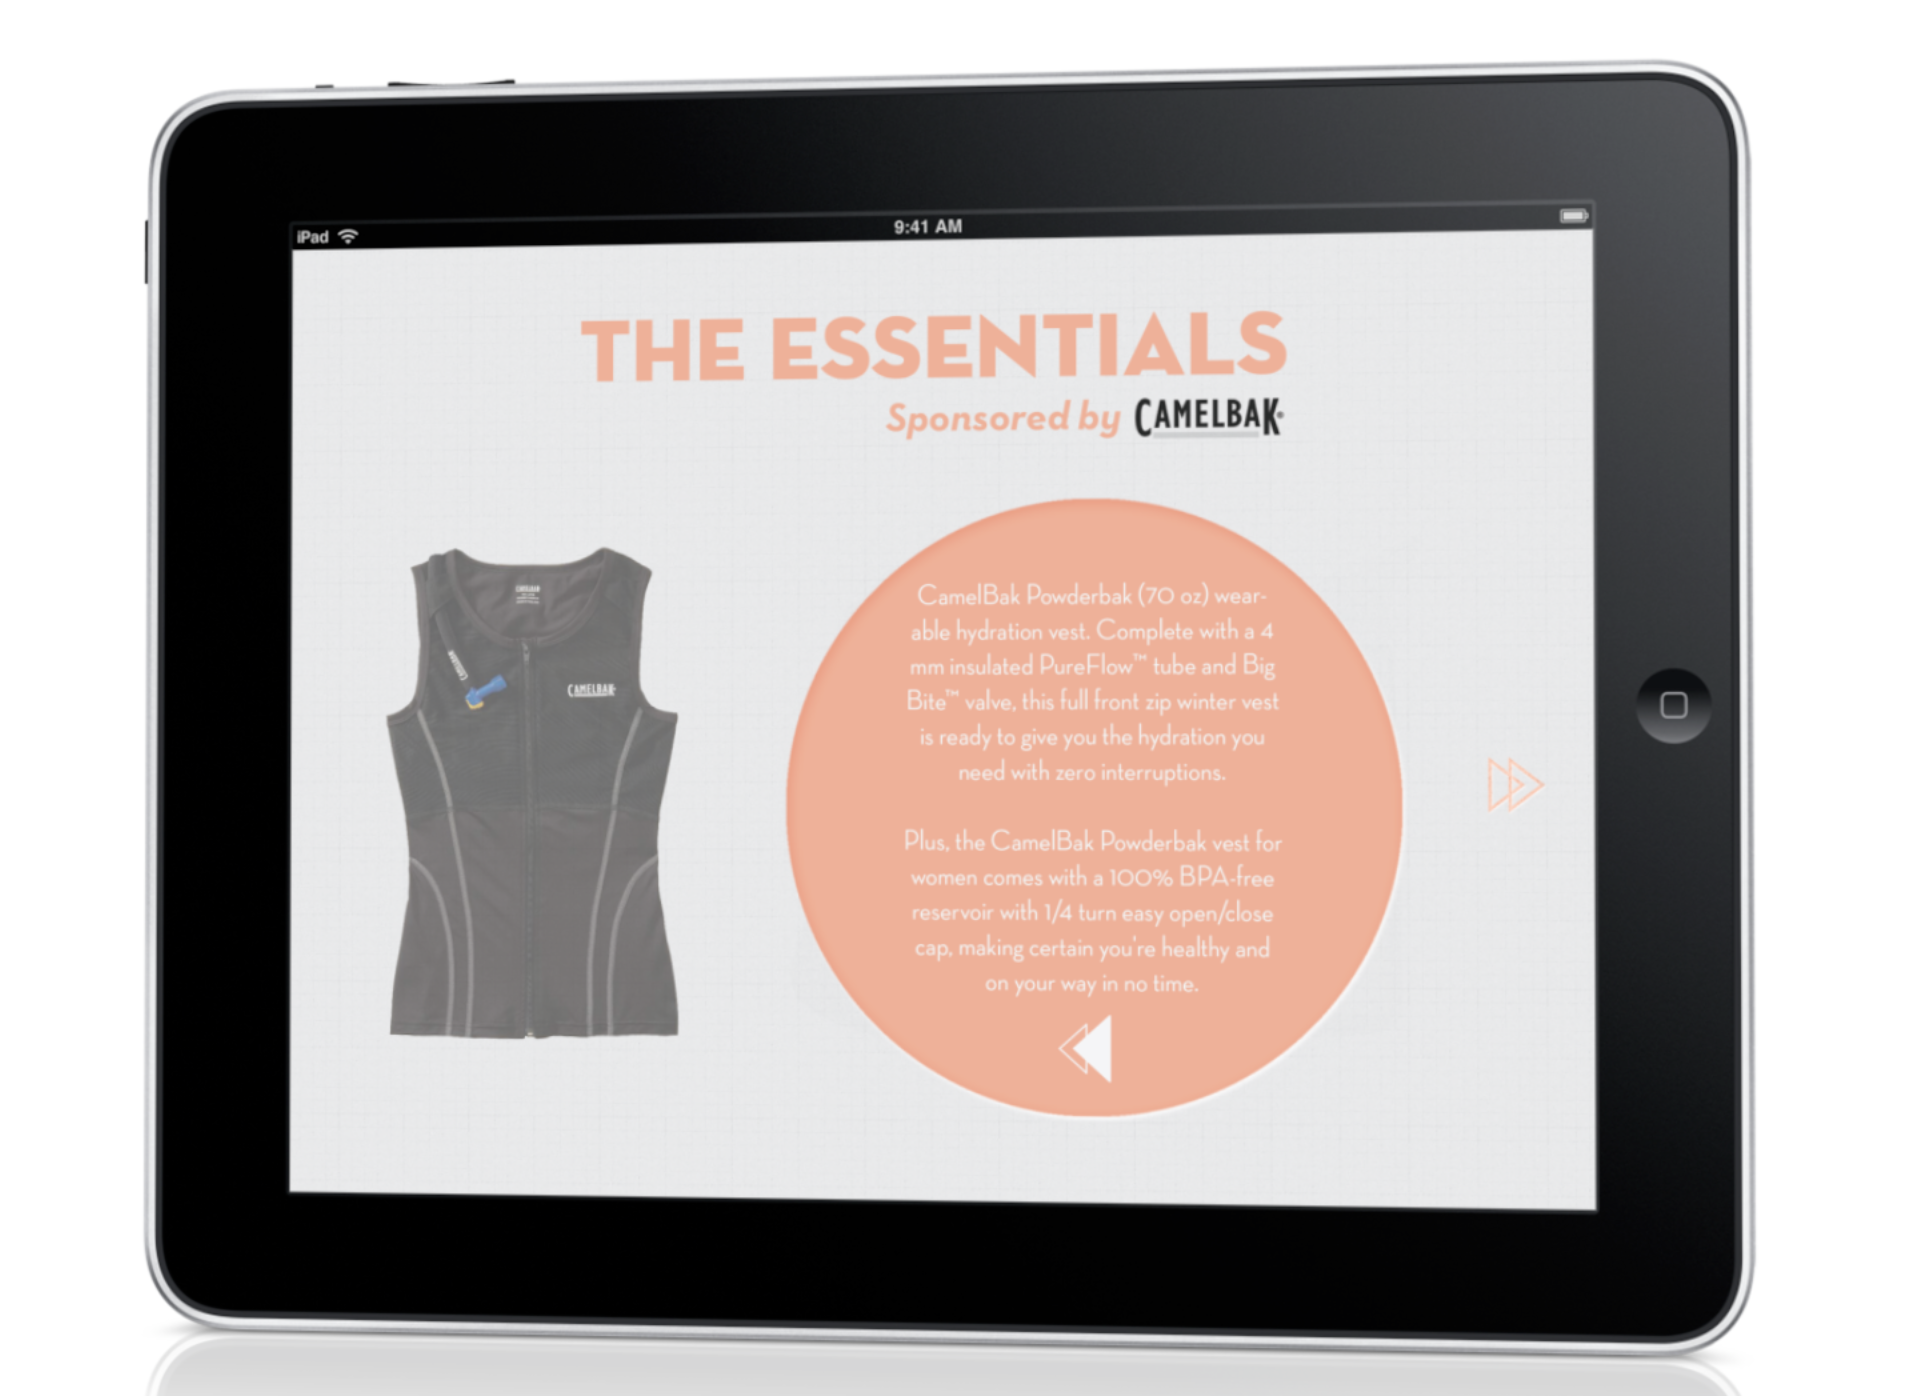 iPad
9:41 AM
THE ESSENTIALS
Sponsored by CAMELBAK®
CAMELBAK
CAMELBAK
CAMELBAK
CamelBak Powderbak (70 oz) wear-
able hydration vest. Complete with a 4
mm insulated PureFlow™ tube and Big
Bite™ valve, this full front zip winter vest
is ready to give you the hydration you
need with zero interruptions.
Plus, the CamelBak Powderbak vest for
women comes with a 100% BPA-free
reservoir with 1/4 turn easy open/close
cap, making certain you're healthy and
on your way in no time.